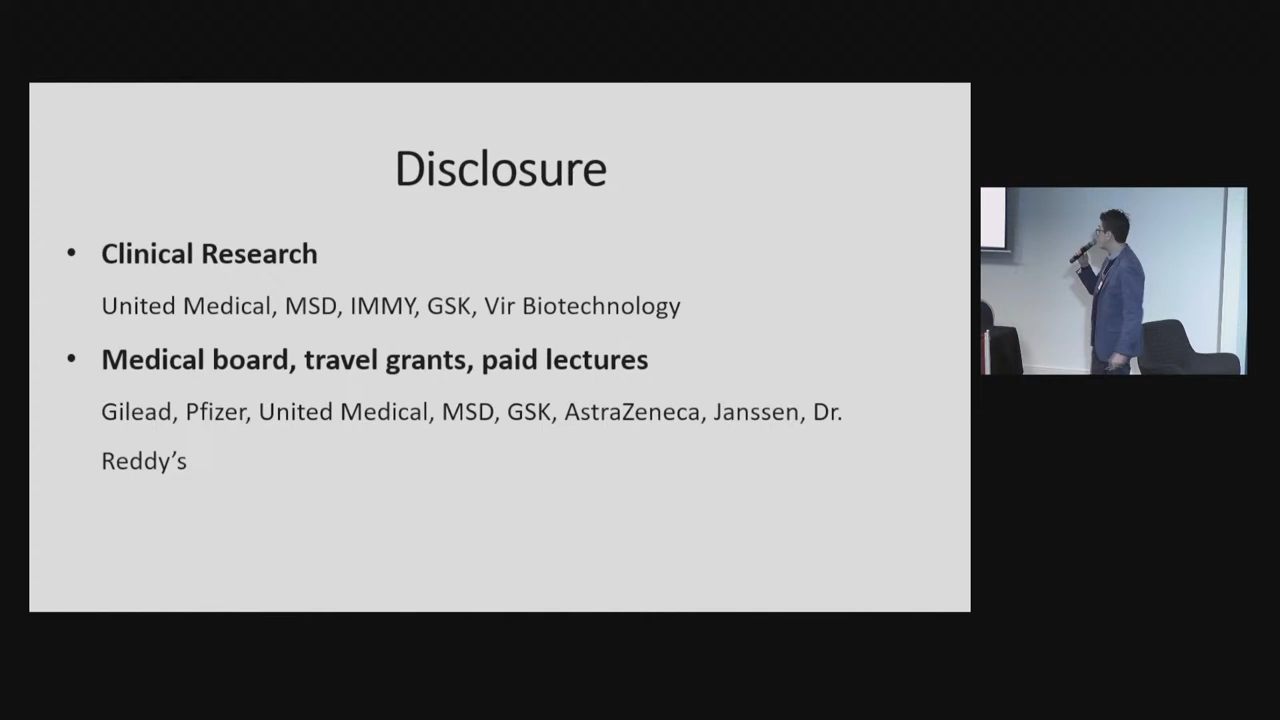 Disclosure
• Clinical Research
United Medical, MSD, IMMY, GSK, Vir Biotechnology
• Medical board, travel grants, paid lectures
Gilead, Pfizer, United Medical, MSD, GSK, AstraZeneca, Janssen, Dr.
Reddy’s